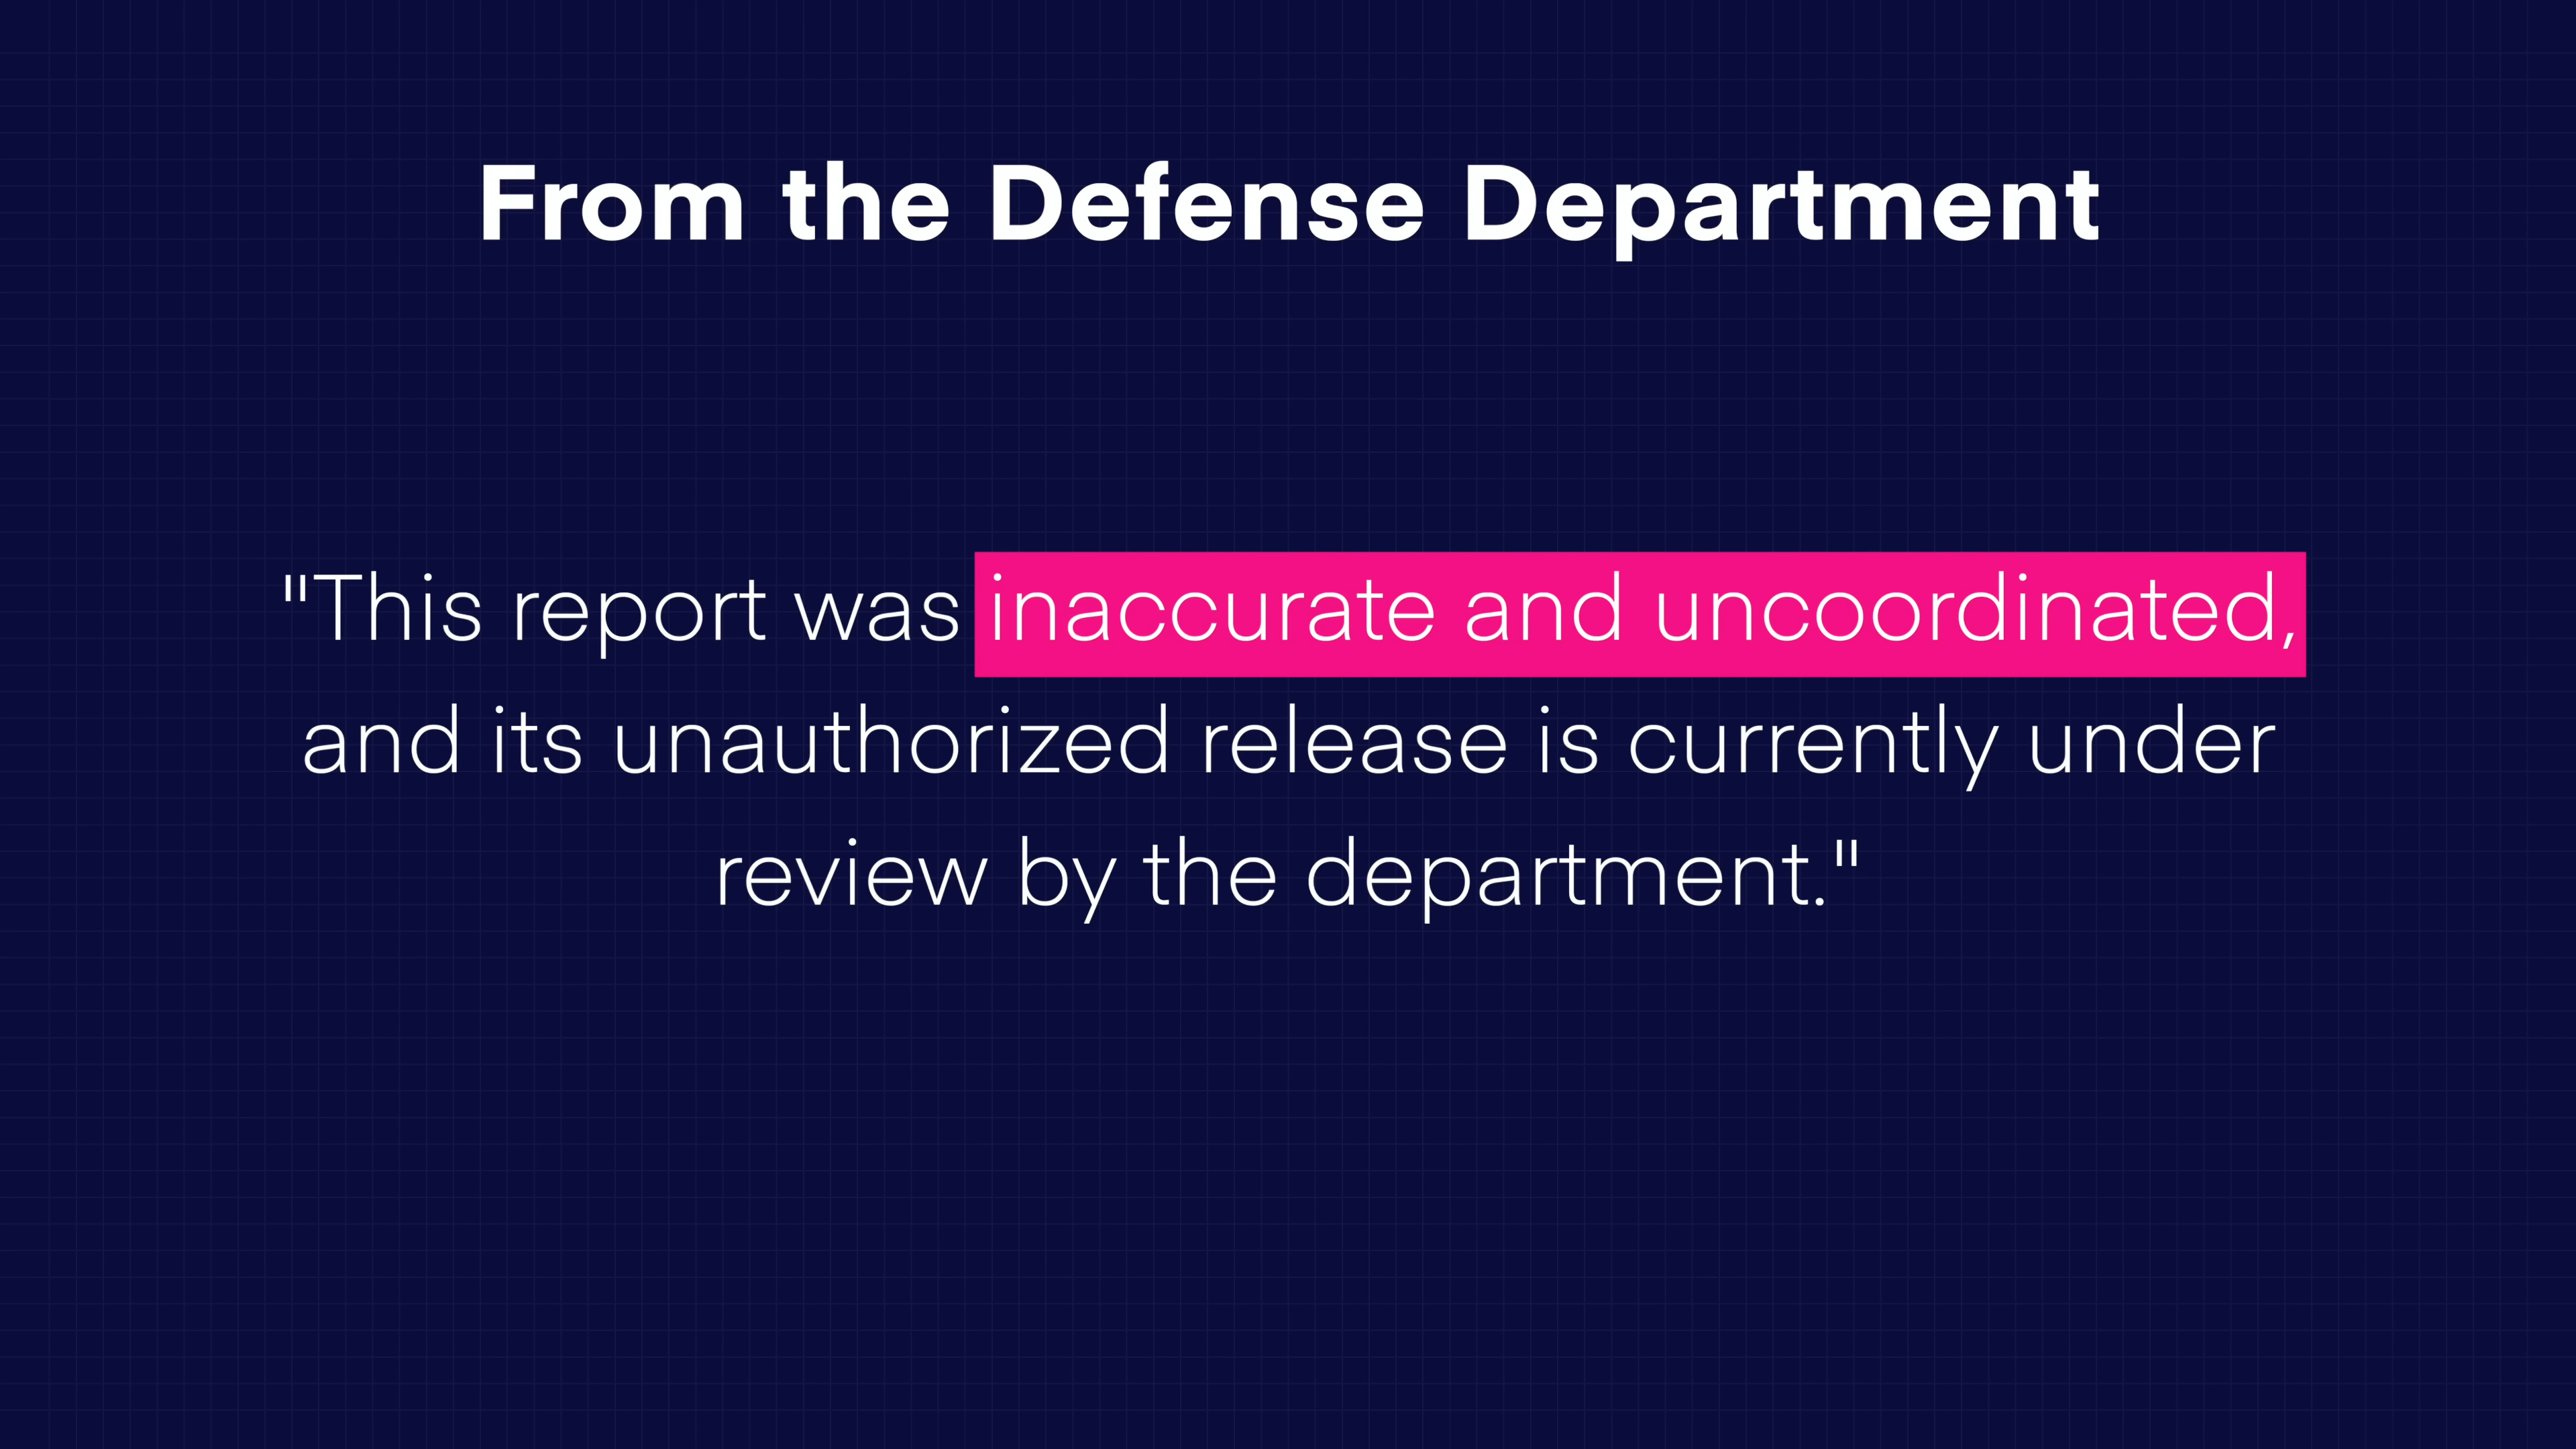 From the Defense Department
"This report was inaccurate and uncoordinated,
and its unauthorized release is currently under
review by the department."